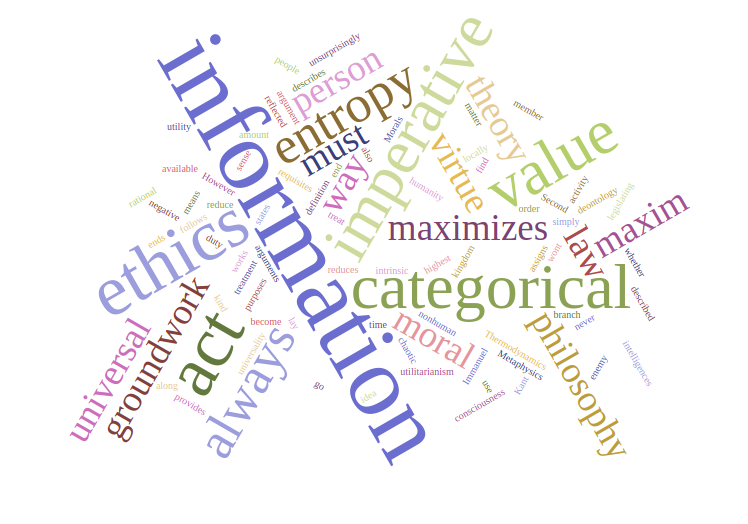 information
imperative
entropy
categorical
value
ethics
act
always
person
must
way
virtue
theory
maximizes
maxim
law
moral
philosophy
groundwork
universal
people
unsurprisingly
describes
argument
reflected
utility
amount
sense
available
However
requisites
rational
negative
means
reduce
states
definition
end
also
Morals
treat
humanity
locally
find
matter
member
order
Second
activity
deontology
simply
legislating
ends
follows
duty
works
treatment
arguments
purposes
kind
become
lay
universality
along
provides
go
idea
time
reduces
intrinsic
highest
kingdom
assigns
wont
whether
described
branch
never
nonhuman
chaotic
utilitarianism
Immanuel
Thermodynamics
Metaphysics
use
Kant
consciousness
enemy
intelligences